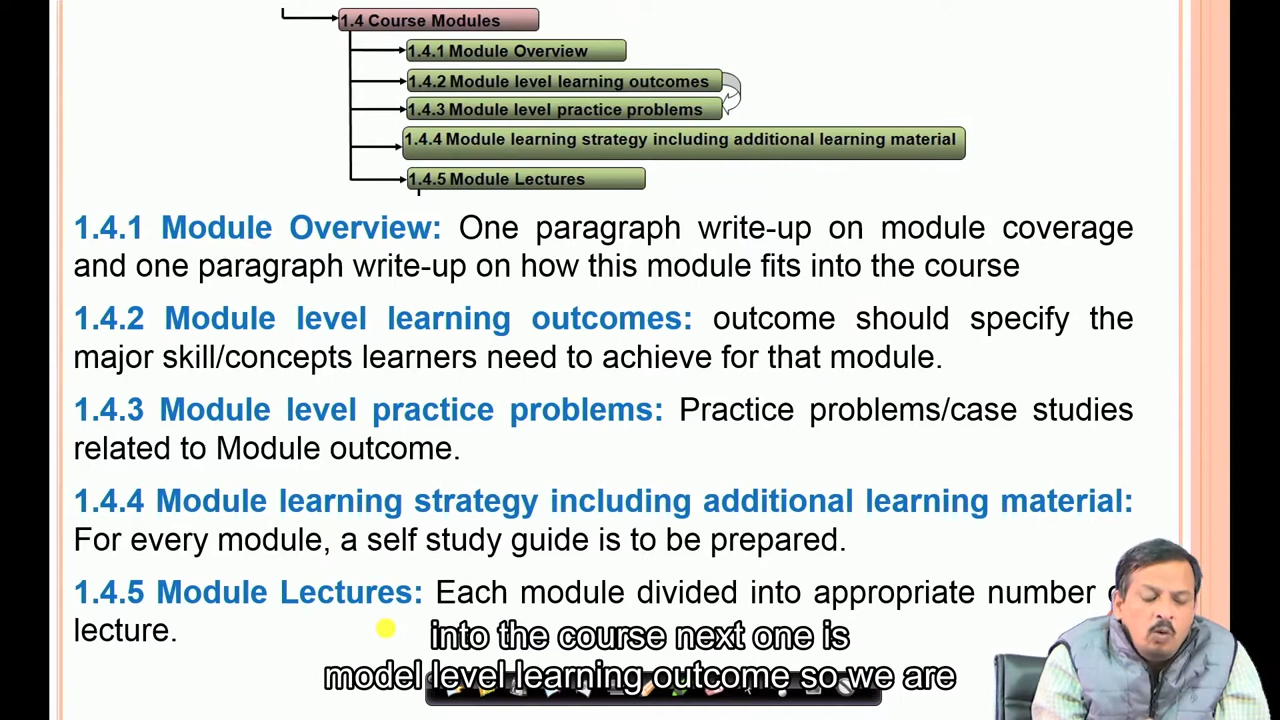 1.4 Course Modules
1.4.1 Module Overview
1.4.2 Module level learning outcomes
1.4.3 Module level practice problems
1.4.4 Module learning strategy including additional learning material
1.4.5 Module Lectures
1.4.1 Module Overview: One paragraph write-up on module coverage
and one paragraph write-up on how this module fits into the course
1.4.2 Module level learning outcomes: outcome should specify the
major skill/concepts learners need to achieve for that module.
1.4.3 Module level practice problems: Practice problems/case studies
related to Module outcome.
1.4.4 Module learning strategy including additional learning material:
For every module, a self study guide is to be prepared.
1.4.5 Module Lectures: Each module divided into appropriate number
lecture.
into the course next one is
model level learning outcome so we are